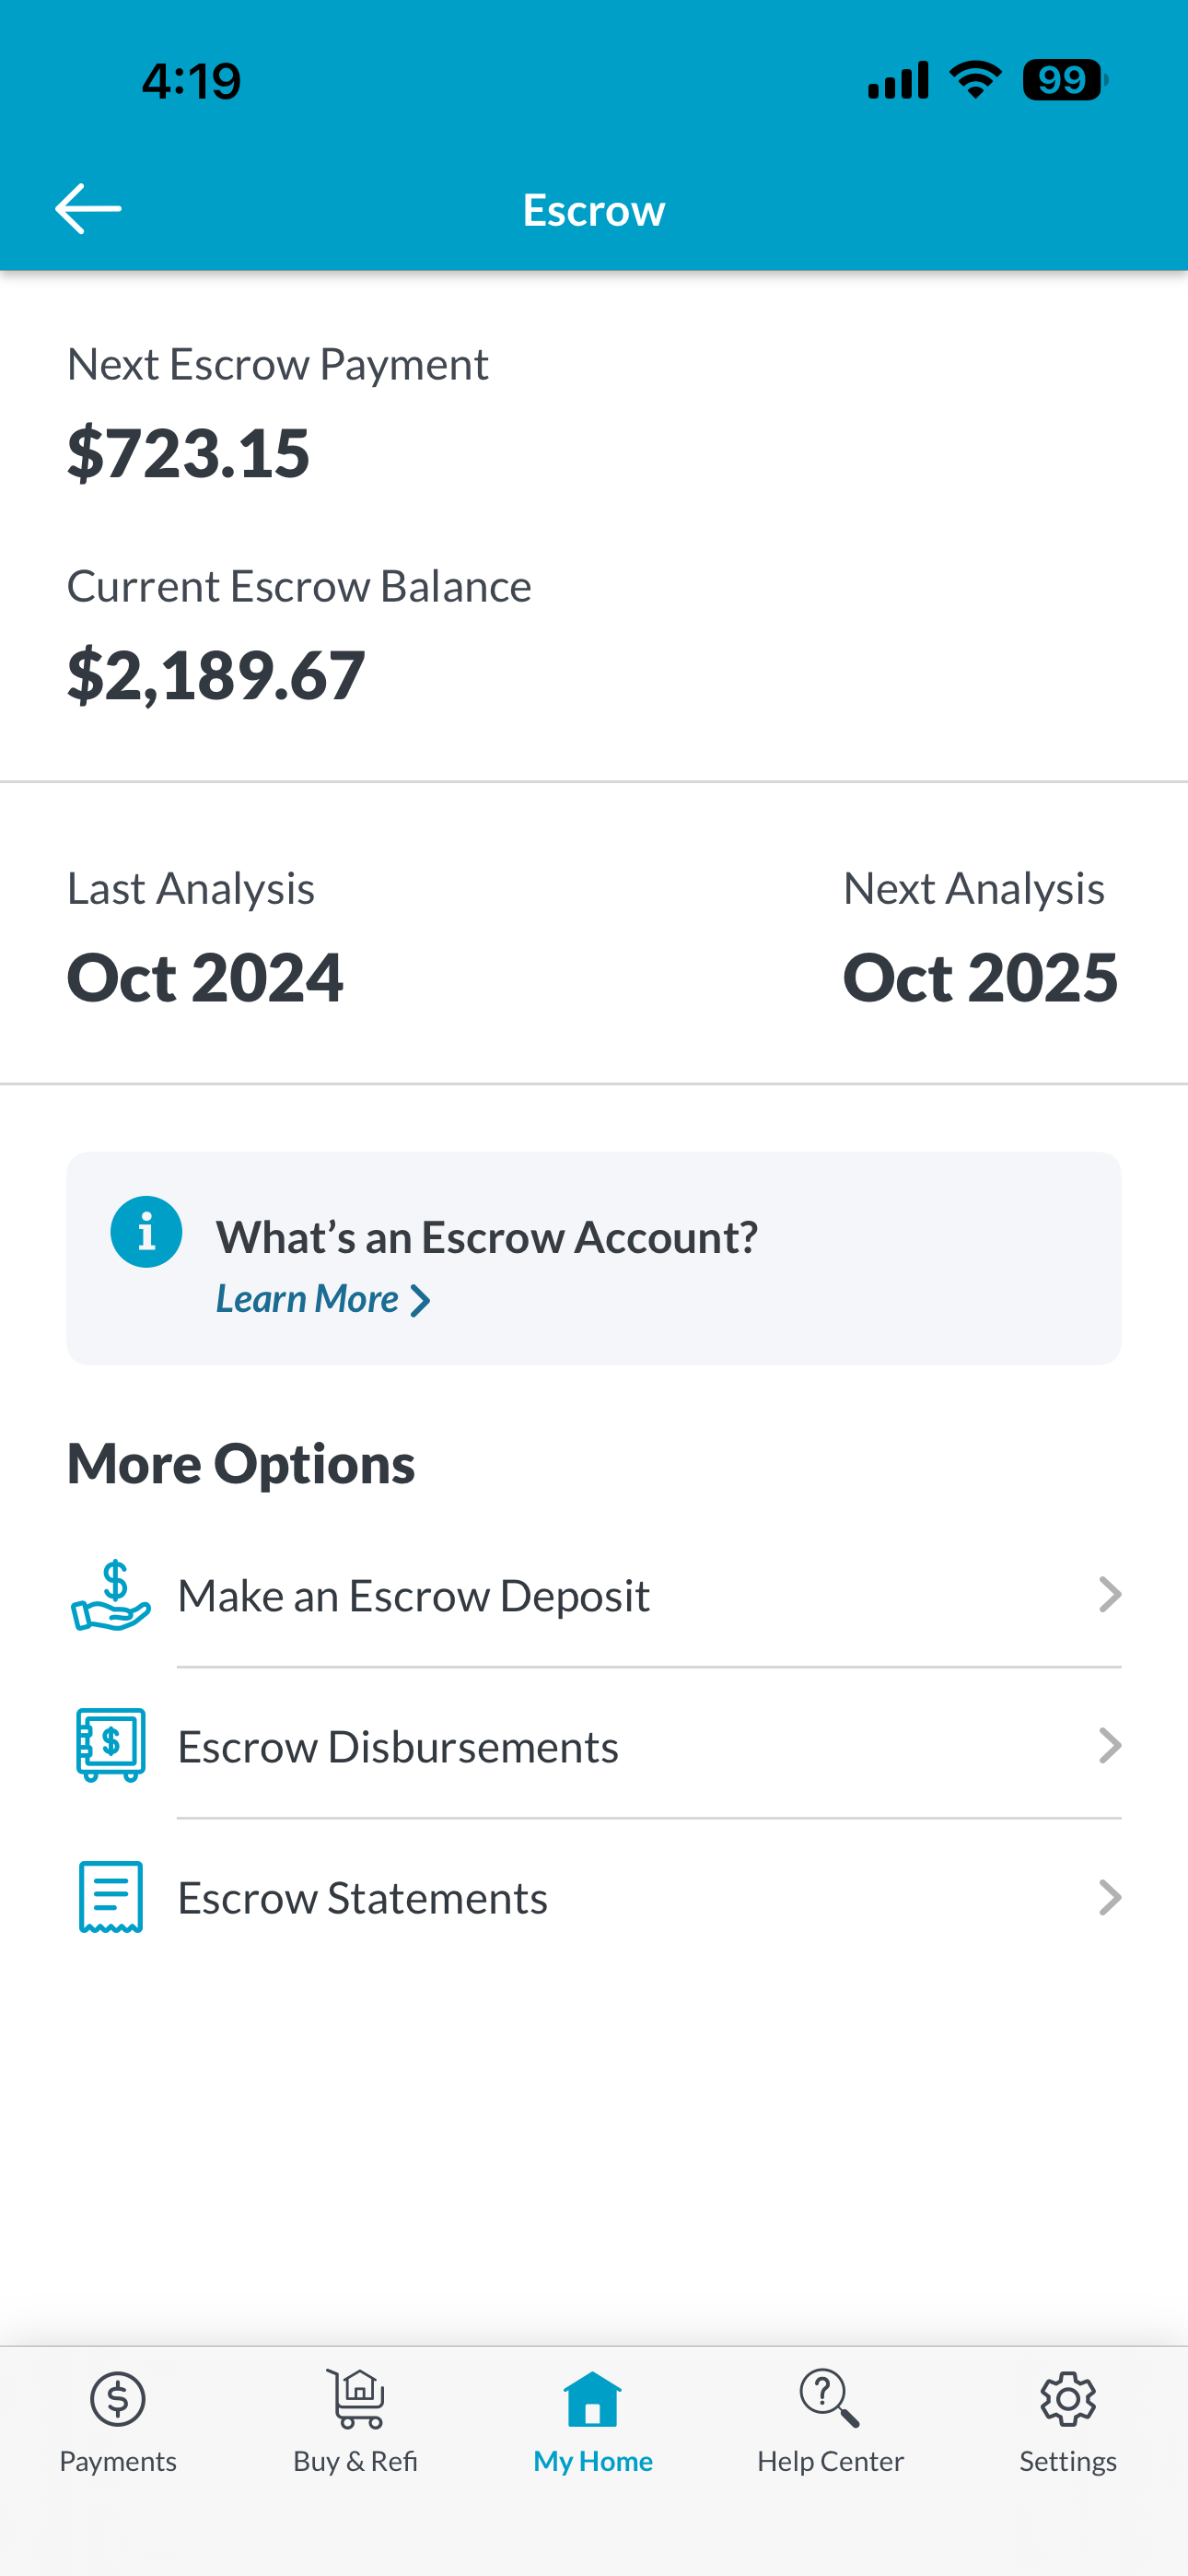 4:19
99
Escrow
Next Escrow Payment
$723.15
Current Escrow Balance
$2,189.67
Last Analysis
Next Analysis
Oct 2024
Oct 2025
i
What’s an Escrow Account?
Learn More
More Options
$
Make an Escrow Deposit
$
Escrow Disbursements
Escrow Statements
$
?
Payments
Buy & Refi
My Home
Help Center
Settings